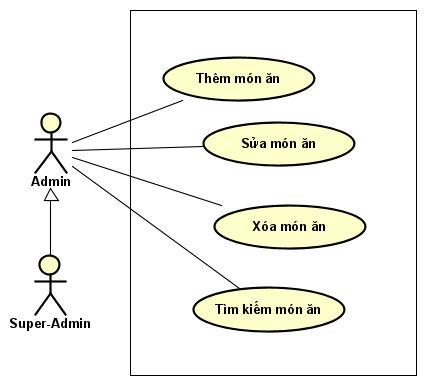 Thêm món ăn
Sửa món ăn
Admin
Xóa món ăn
Tìm kiếm món ăn
Super-Admin